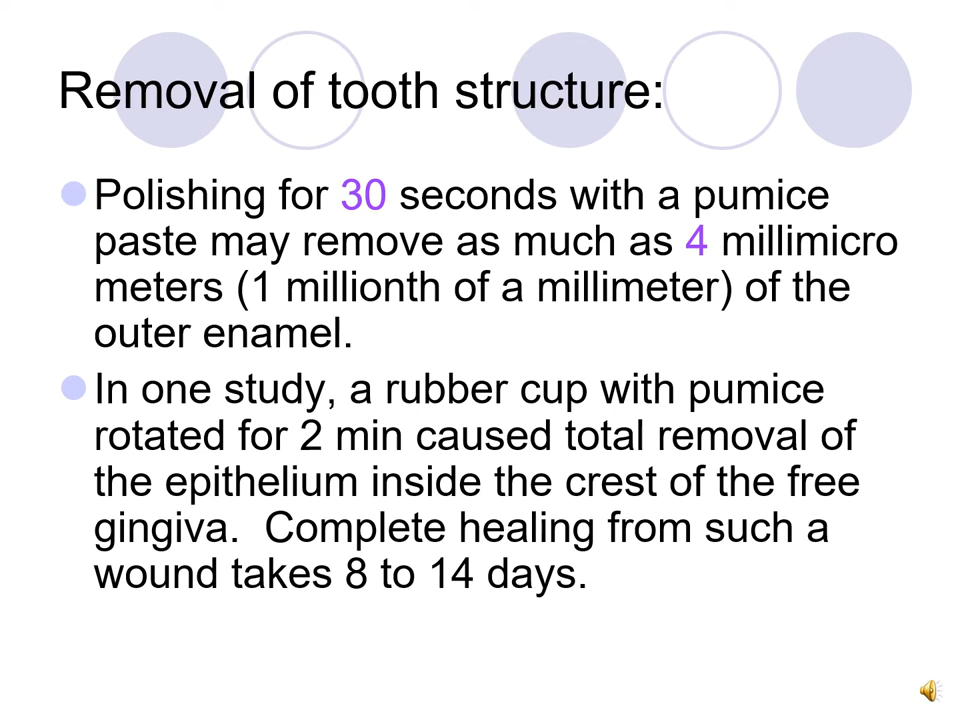 Removal of tooth structure:
Polishing for 30 seconds with a pumice
paste may remove as much as 4 millimicro
meters (1 millionth of a millimeter) of the
outer enamel.
In one study, a rubber cup with pumice
rotated for 2 min caused total removal of
the epithelium inside the crest of the free
gingiva.  Complete healing from such a
wound takes 8 to 14 days.